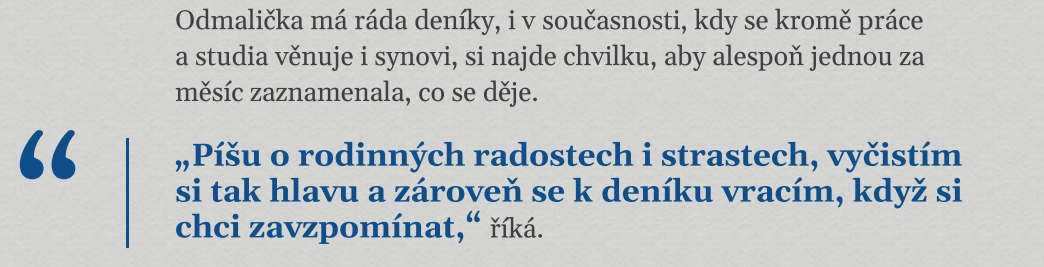 Odmalička má ráda deníky, i v současnosti, kdy se kromě práce
a studia věnuje i synovi, si najde chvilku, aby alespoň jednou za
měsíc zaznamenala, co se děje.
„Píšu o rodinných radostech i strastech, vyčistím
si tak hlavu a zároveň se k deníku vracím, když si
chci zavzpomínat,“ říká.